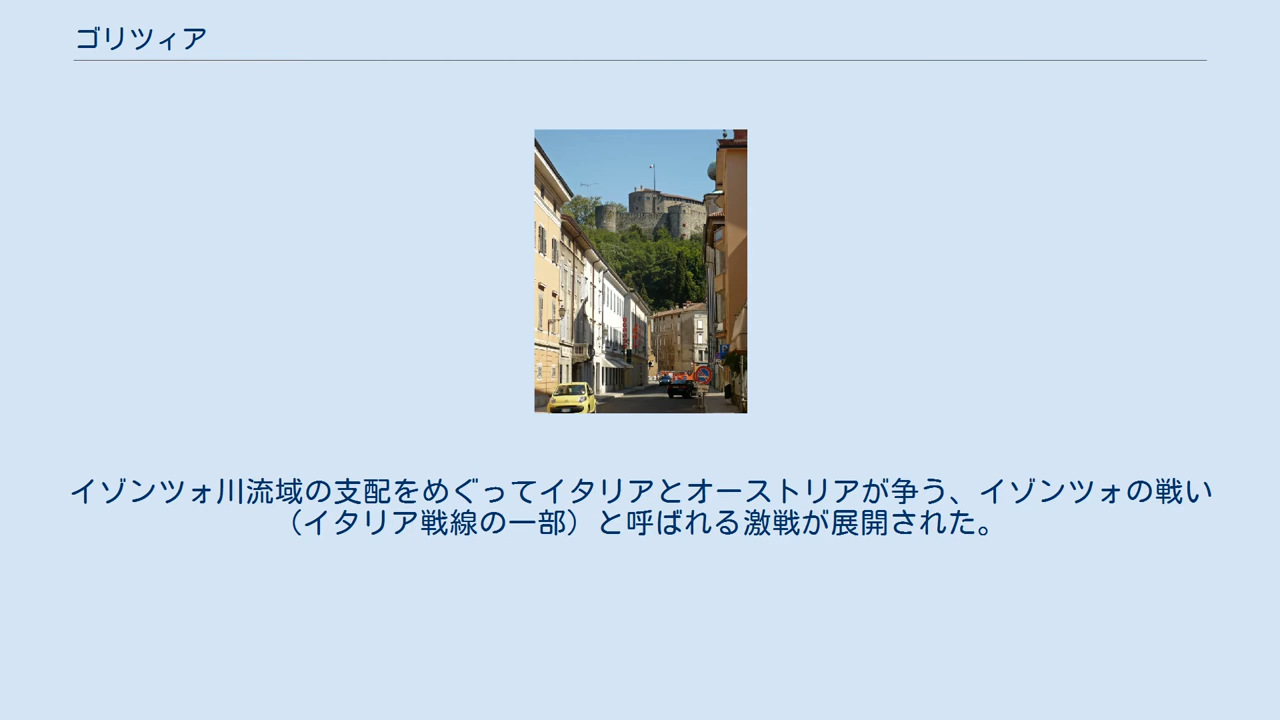 ゴリツィア
イゾンツォ川流域の支配をめぐってイタリアとオーストリアが争う、イゾンツォの戦い
（イタリア戦線の一部）と呼ばれる激戦が展開された。